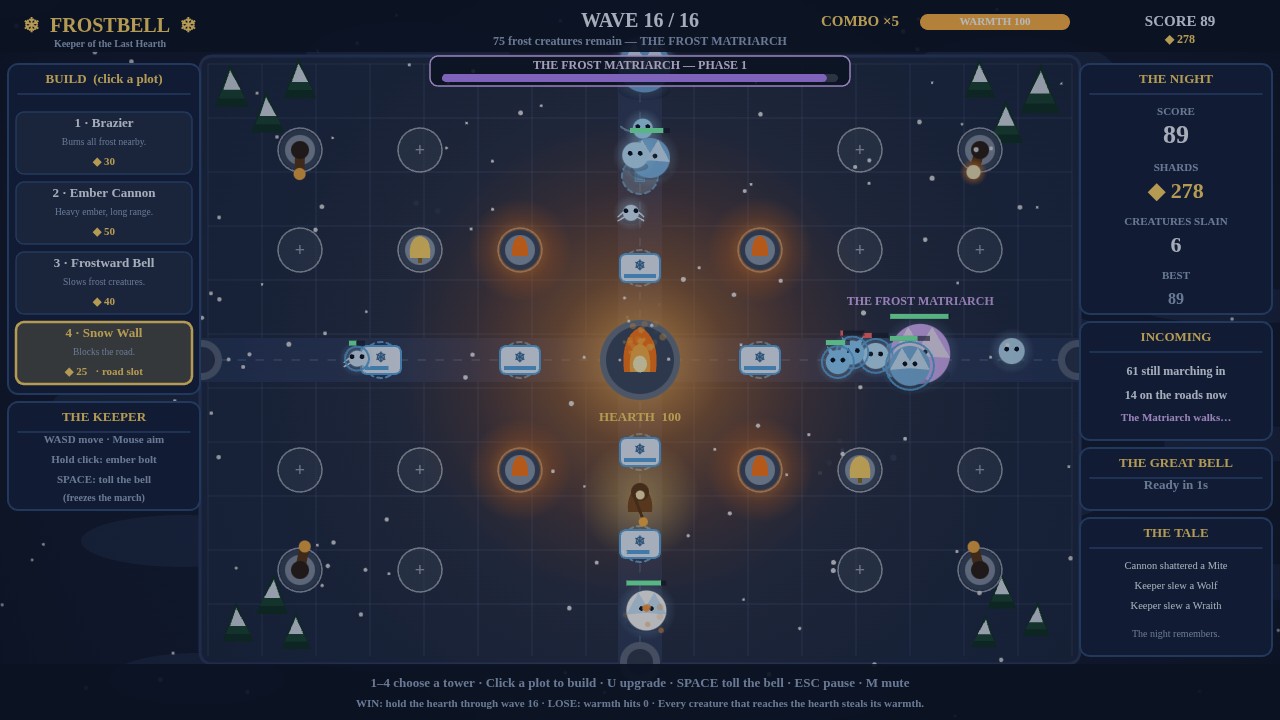 ❄ FROSTBELL ❄
Keeper of the Last Hearth
WAVE 16 / 16
75 frost creatures remain — THE FROST MATRIARCH
COMBO ×5
WARMTH 100
SCORE 89
◆ 278
THE FROST MATRIARCH — PHASE 1
BUILD (click a plot)
1 · Brazier
Burns all frost nearby.
◆ 30
2 · Ember Cannon
Heavy ember, long range.
◆ 50
3 · Frostward Bell
Slows frost creatures.
◆ 40
4 · Snow Wall
Blocks the road.
◆ 25 · road slot
THE KEEPER
WASD move · Mouse aim
Hold click: ember bolt
SPACE: toll the bell
(freezes the march)
THE FROST MATRIARCH
HEARTH 100
THE NIGHT
SCORE
89
SHARDS
◆ 278
CREATURES SLAIN
6
BEST
89
INCOMING
61 still marching in
14 on the roads now
The Matriarch walks…
THE GREAT BELL
Ready in 1s
THE TALE
Cannon shattered a Mite
Keeper slew a Wolf
Keeper slew a Wraith
The night remembers.
1–4 choose a tower · Click a plot to build · U upgrade · SPACE toll the bell · ESC pause · M mute
WIN: hold the hearth through wave 16 · LOSE: warmth hits 0 · Every creature that reaches the hearth steals its warmth.